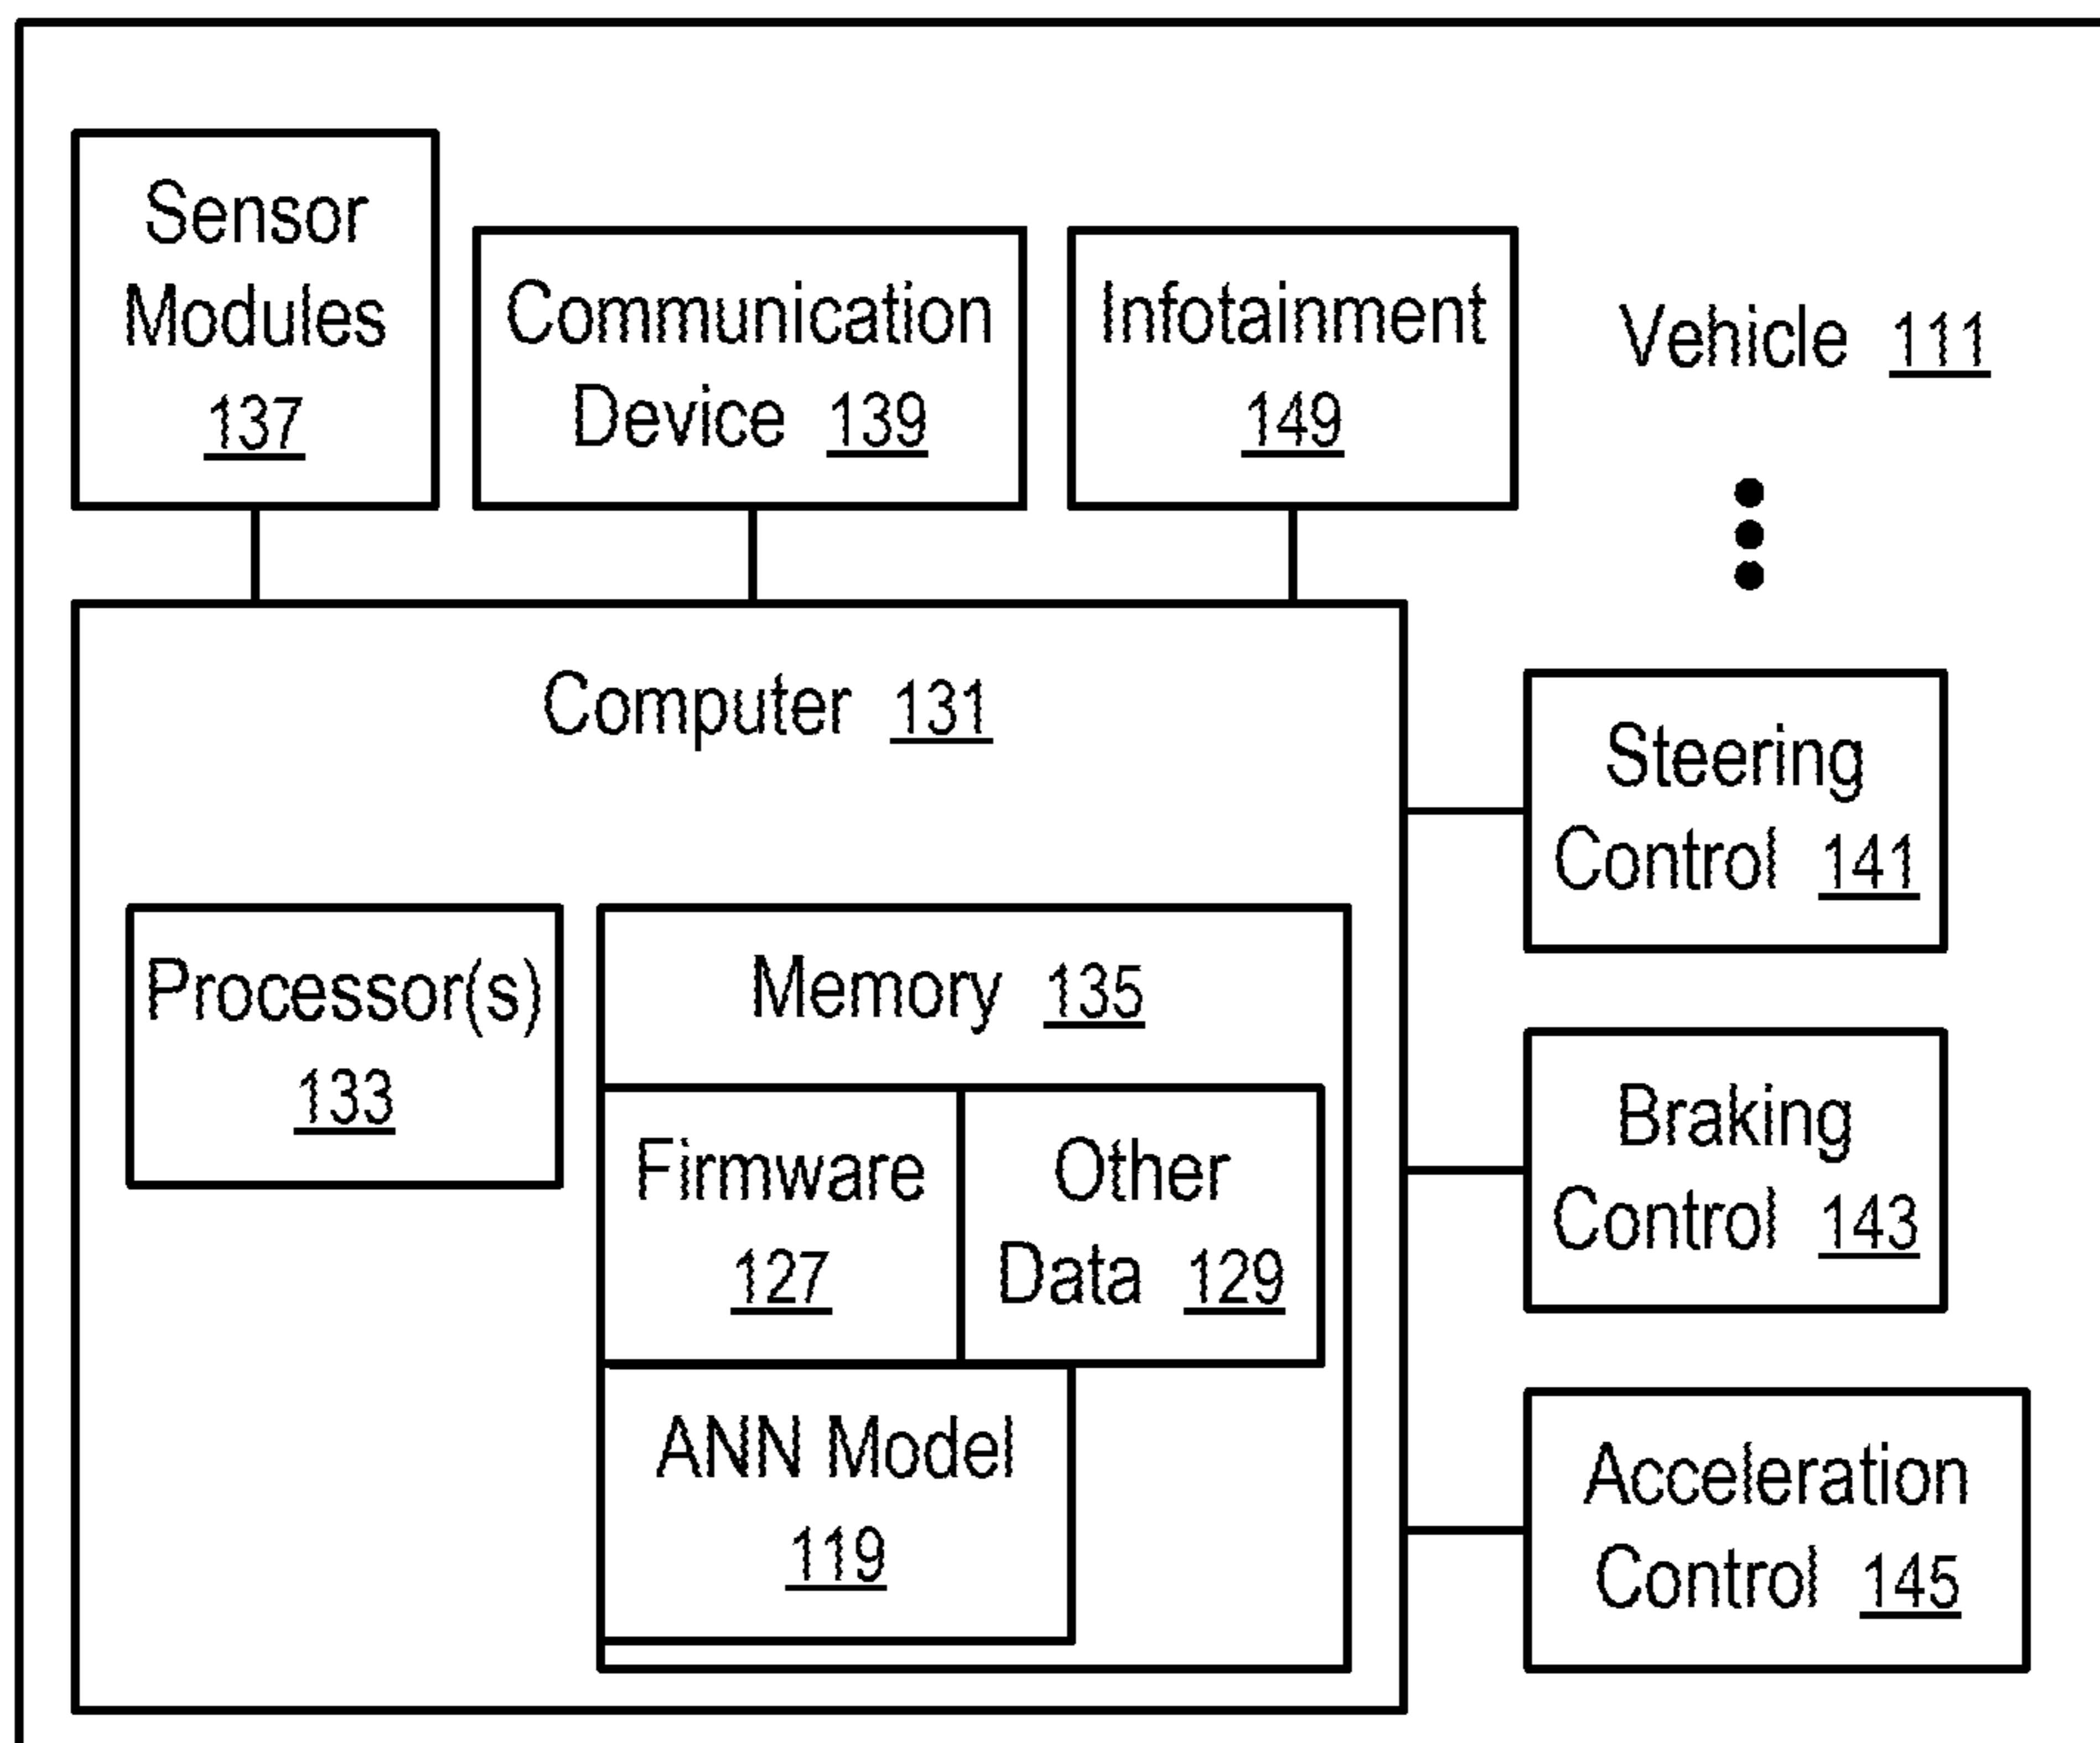 Sensor
Modules
137
Communication
Device 139
Infotainment
149
Vehicle 111
Computer 131
Steering
Control 141
Processor(s)
133
Memory 135
Firmware
127
Other
Data 129
ANN Model
119
Braking
Control 143
Acceleration
Control 145